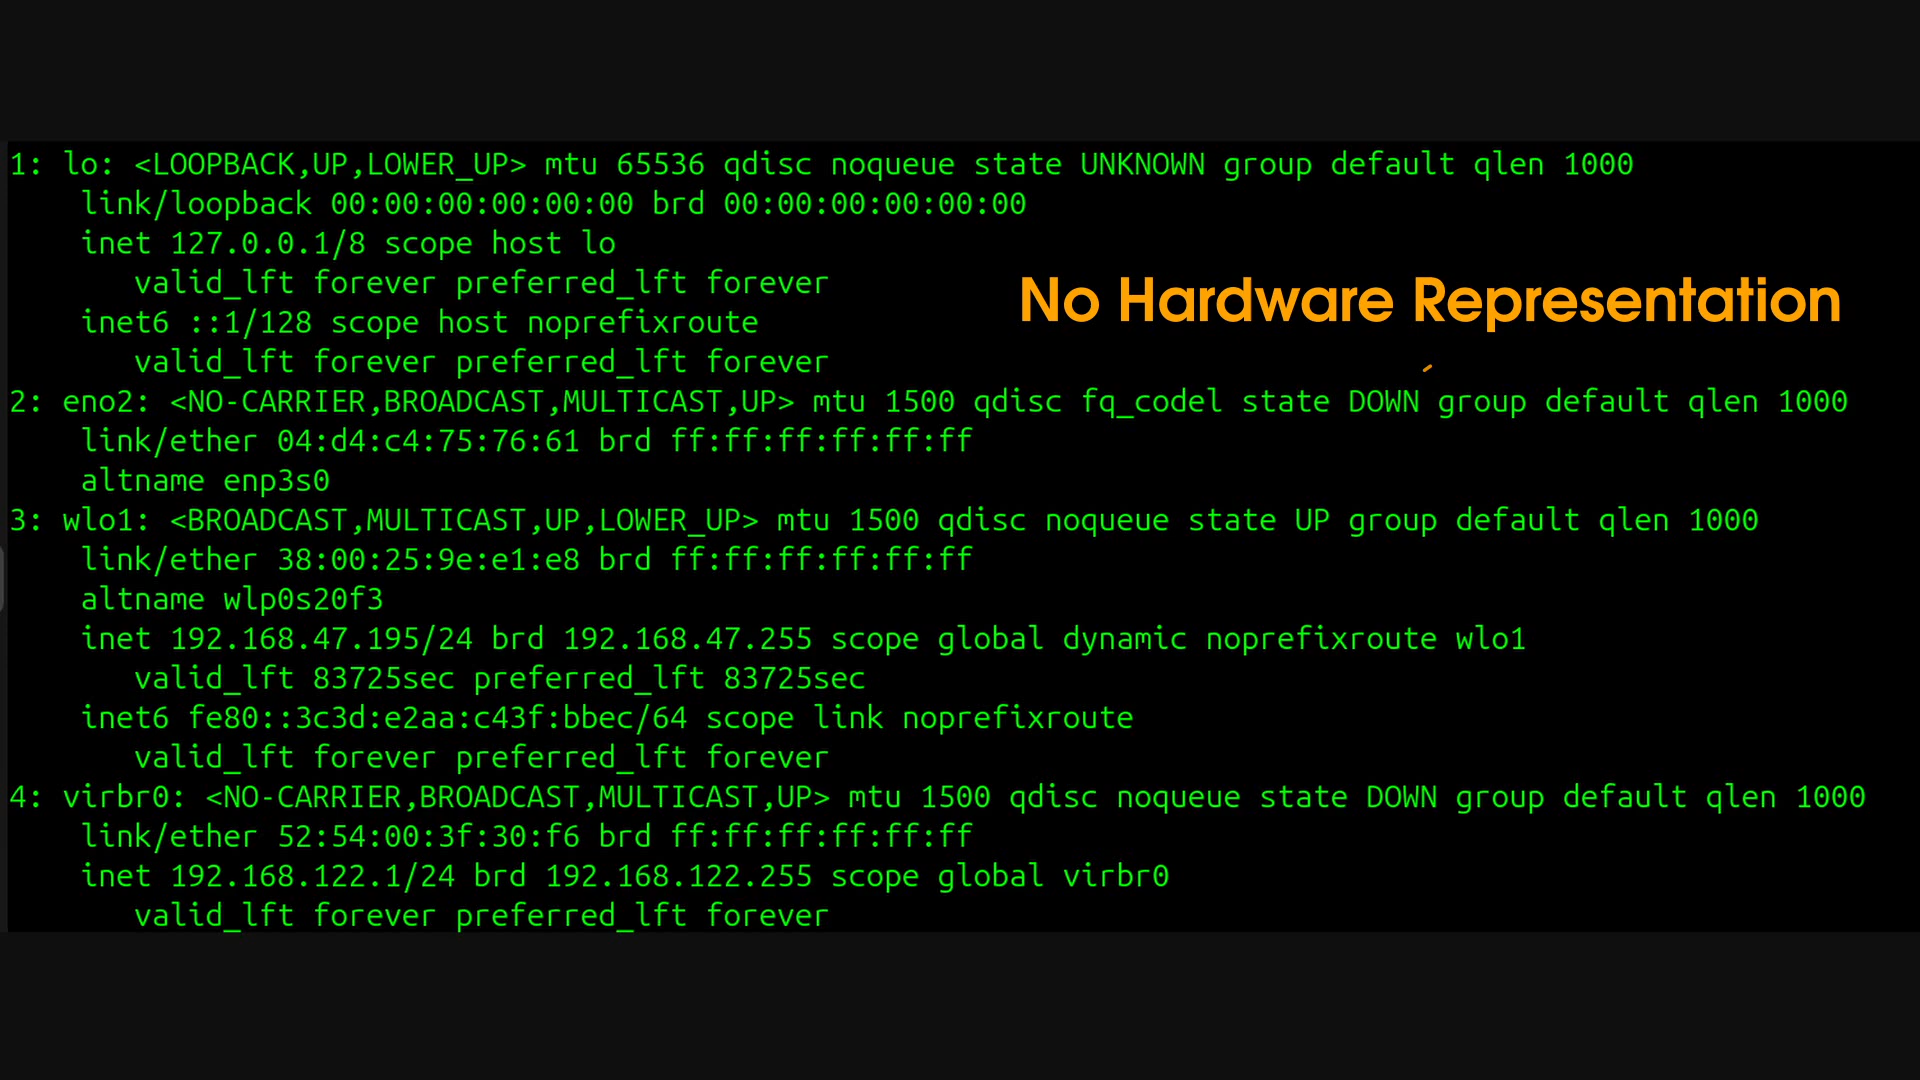 1: lo: <LOOPBACK,UP,LOWER_UP> mtu 65536 qdisc noqueue state UNKNOWN group default qlen 1000
link/loopback 00:00:00:00:00:00 brd 00:00:00:00:00:00
inet 127.0.0.1/8 scope host lo
valid_lft forever preferred_lft forever
No Hardware Representation
inet6 ::1/128 scope host noprefixroute
valid_lft forever preferred_lft forever
2: eno2: <NO-CARRIER,BROADCAST,MULTICAST,UP> mtu 1500 qdisc fq_codel state DOWN group default qlen 1000
link/ether 04:d4:c4:75:76:61 brd ff:ff:ff:ff:ff:ff
altname enp3s0
3: wlo1: <BROADCAST,MULTICAST,UP,LOWER_UP> mtu 1500 qdisc noqueue state UP group default qlen 1000
link/ether 38:00:25:9e:e1:e8 brd ff:ff:ff:ff:ff:ff
altname wlp0s20f3
inet 192.168.47.195/24 brd 192.168.47.255 scope global dynamic noprefixroute wlo1
valid_lft 83725sec preferred_lft 83725sec
inet6 fe80::3c3d:e2aa:c43f:bbec/64 scope link noprefixroute
valid_lft forever preferred_lft forever
4: virbr0: <NO-CARRIER,BROADCAST,MULTICAST,UP> mtu 1500 qdisc noqueue state DOWN group default qlen 1000
link/ether 52:54:00:3f:30:f6 brd ff:ff:ff:ff:ff:ff
inet 192.168.122.1/24 brd 192.168.122.255 scope global virbr0
valid_lft forever preferred_lft forever